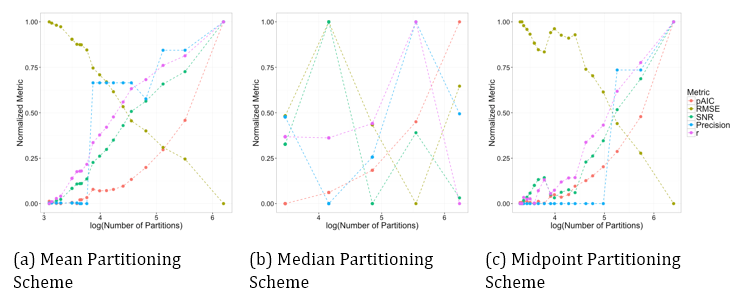 1.00
0.75
0.50
0.25
0.00
Normalized Metric
3 4 5 6
log(Number of Partitions)
1.00
0.75
0.50
0.25
0.00
Normalized Metric
4 5 6
log(Number of Partitions)
1.00
0.75
0.50
0.25
0.00
Normalized Metric
4 5 6
log(Number of Partitions)
Metric
pAIC
RMSE
SNR
Precision
r
(a) Mean Partitioning
Scheme
(b) Median Partitioning
Scheme
(c) Midpoint Partitioning
Scheme